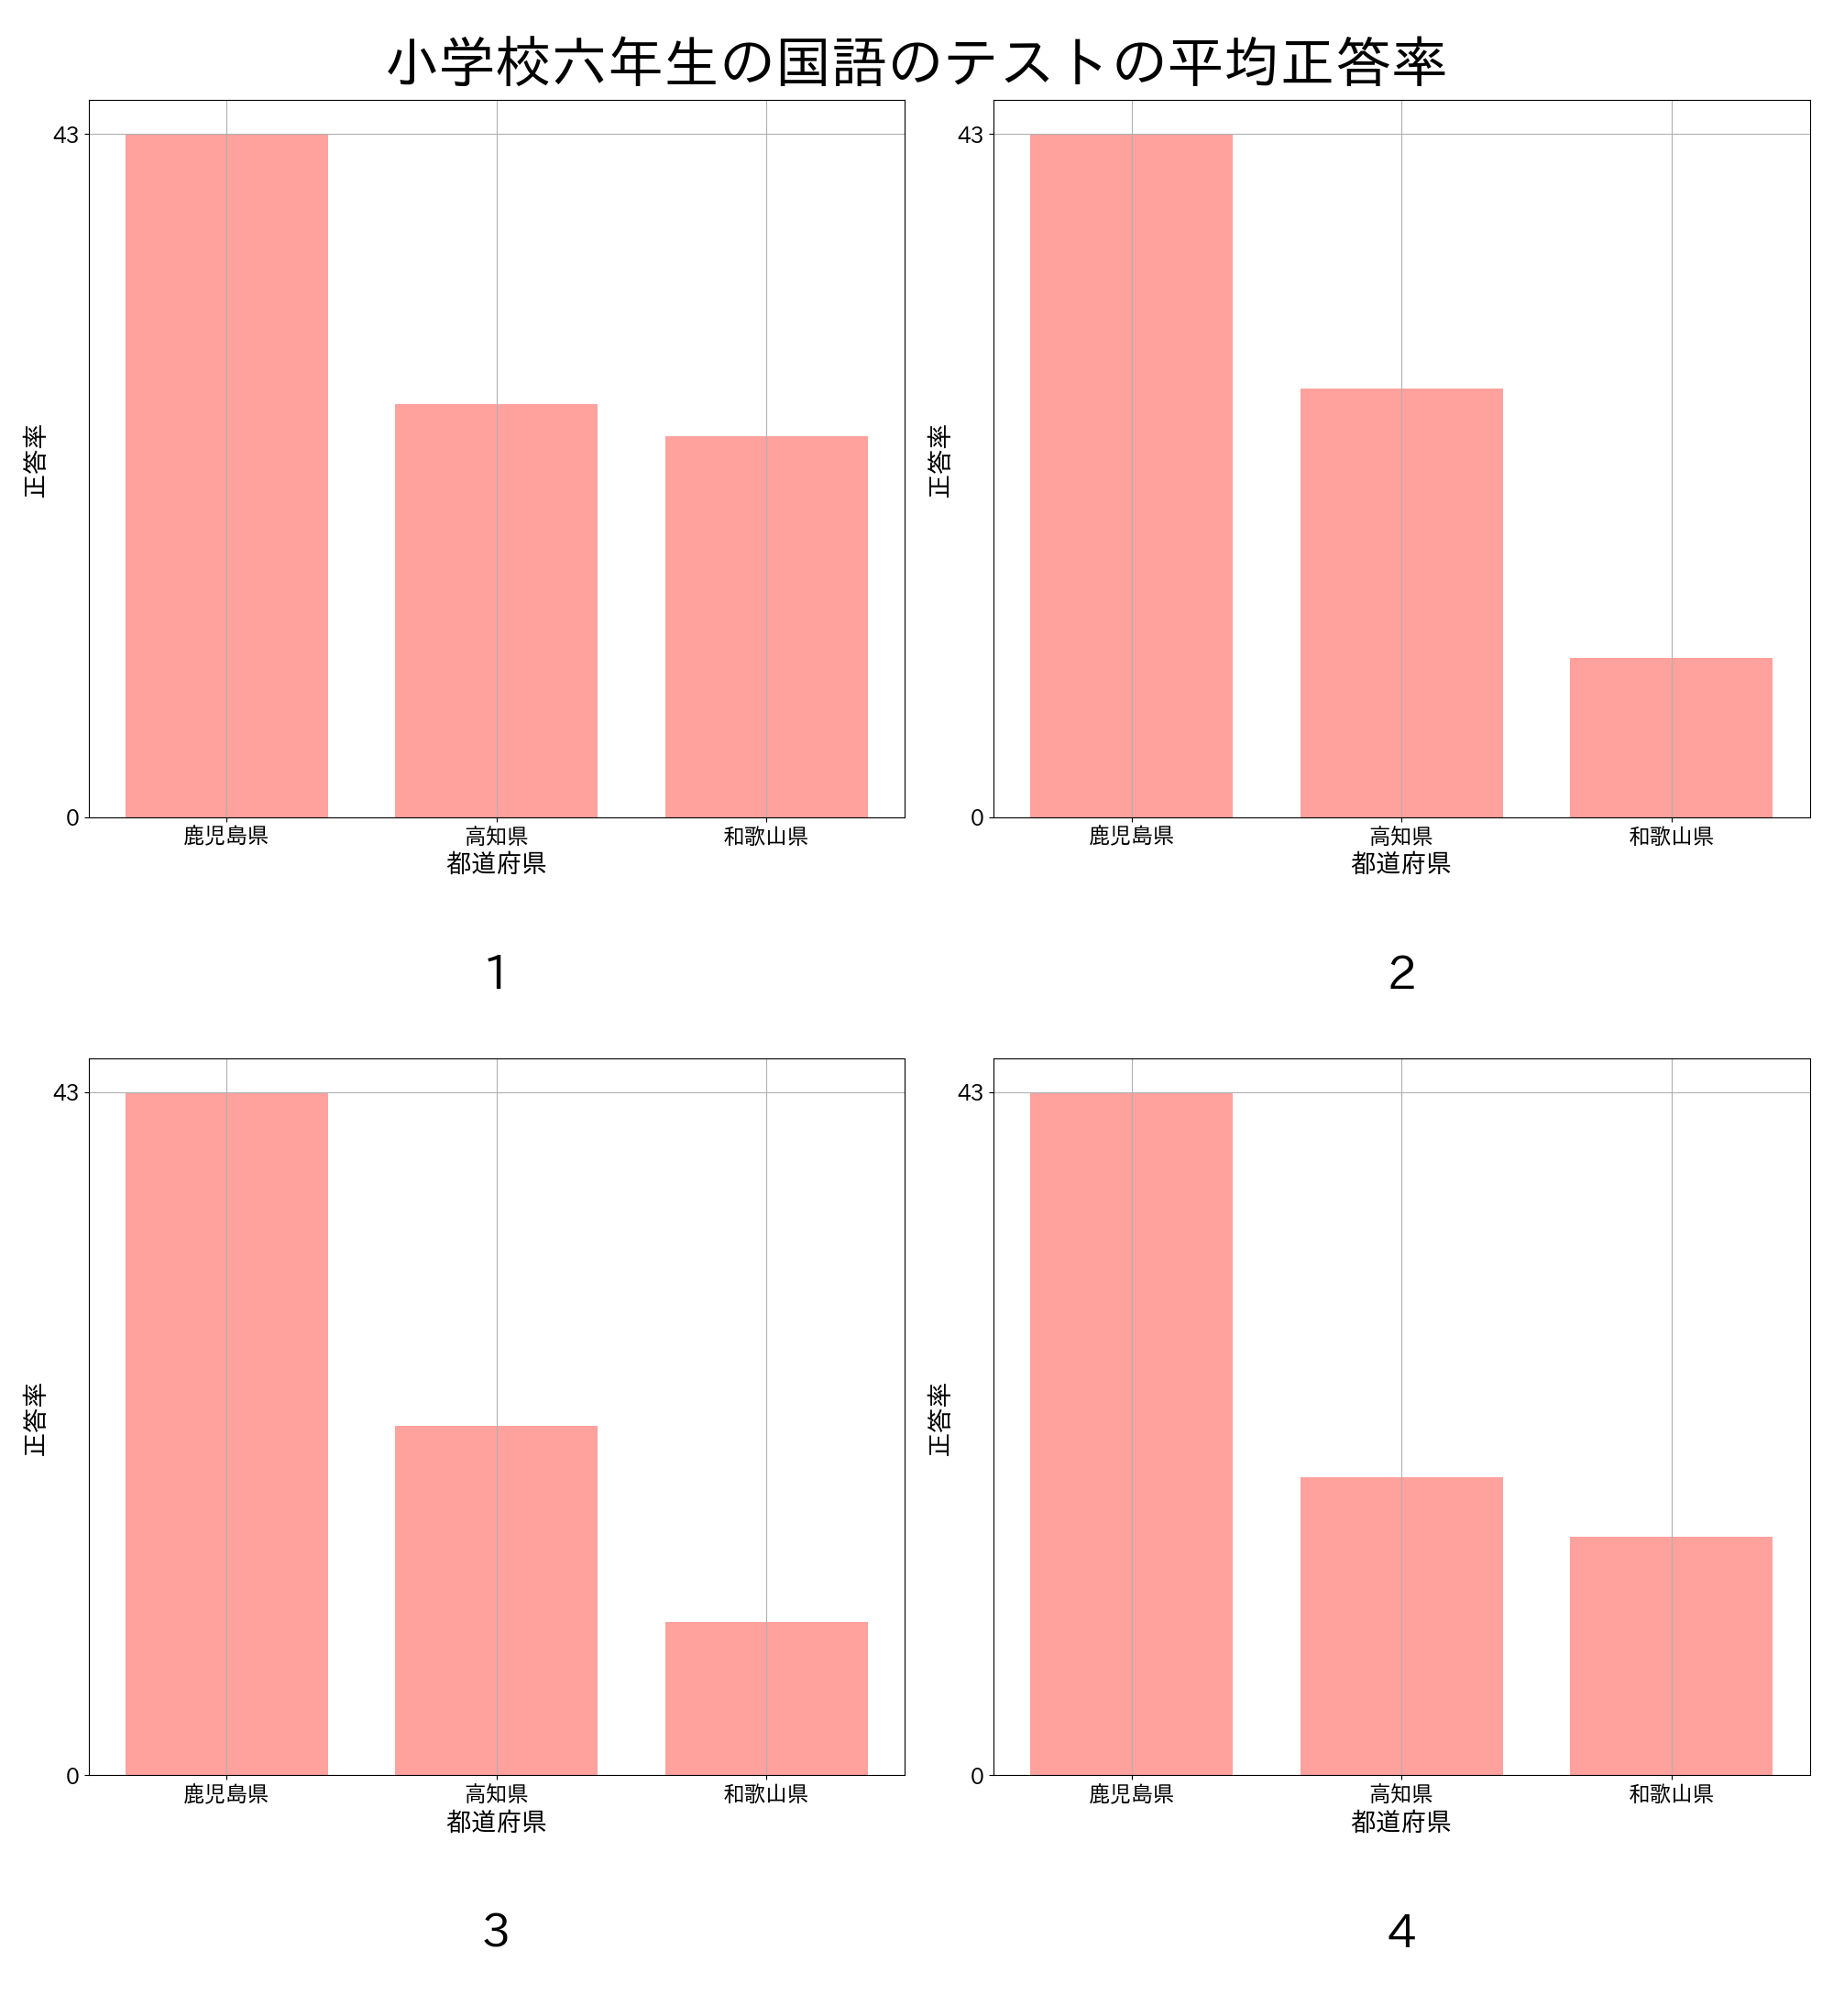 小学校六年生の国語のテストの平均正答率
43
0
正答率
鹿児島県 高知県 和歌山県
都道府県
1
43
0
正答率
鹿児島県 高知県 和歌山県
都道府県
2
43
0
正答率
鹿児島県 高知県 和歌山県
都道府県
3
43
0
正答率
鹿児島県 高知県 和歌山県
都道府県
4